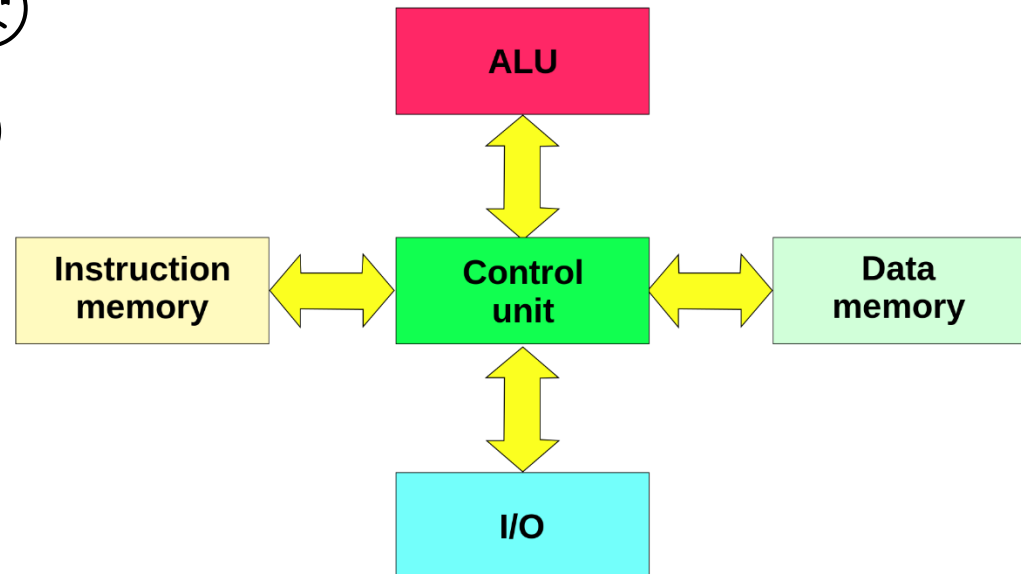 ALU
Instruction
memory
Control
unit
Data
memory
I/O